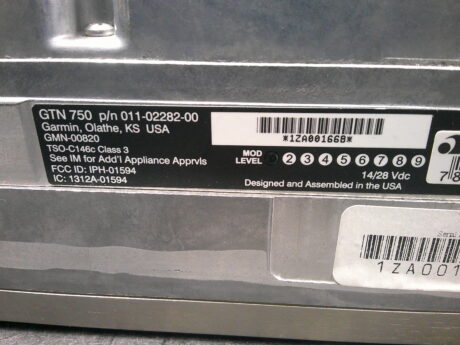 GTN 750 p/n 011-02282-00
Garmin, Olathe, KS USA
GMN-00820
TSO-C146c Class 3
See IM for Add'l Appliance Apprvls
FCC ID: IPH-01594
IC: 1312A-01594
*1ZA00166B*
MOD
LEVEL 2 3 4 5 6 7 8 9
14/28 Vdc
Designed and Assembled in the USA
78
Seri
1ZA001